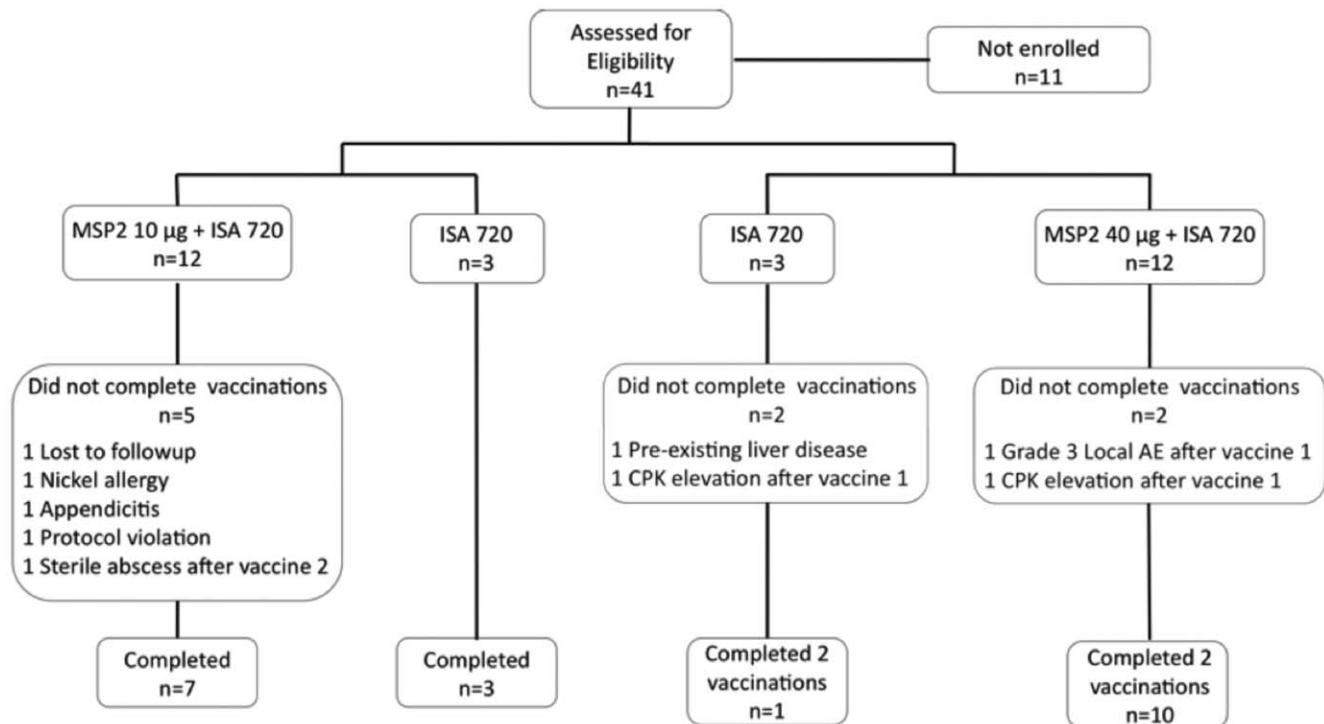 Assessed for
Eligibility
n=41
Not enrolled
n=11
MSP2 10 µg + ISA 720
n=12
ISA 720
n=3
ISA 720
n=3
MSP2 40 µg + ISA 720
n=12
Did not complete vaccinations
n=5
1 Lost to followup
1 Nickel allergy
1 Appendicitis
1 Protocol violation
1 Sterile abscess after vaccine 2
Did not complete vaccinations
n=2
1 Pre-existing liver disease
1 CPK elevation after vaccine 1
Did not complete vaccinations
n=2
1 Grade 3 Local AE after vaccine 1
1 CPK elevation after vaccine 1
Completed
n=7
Completed
n=3
Completed 2
vaccinations
n=1
Completed 2
vaccinations
n=10